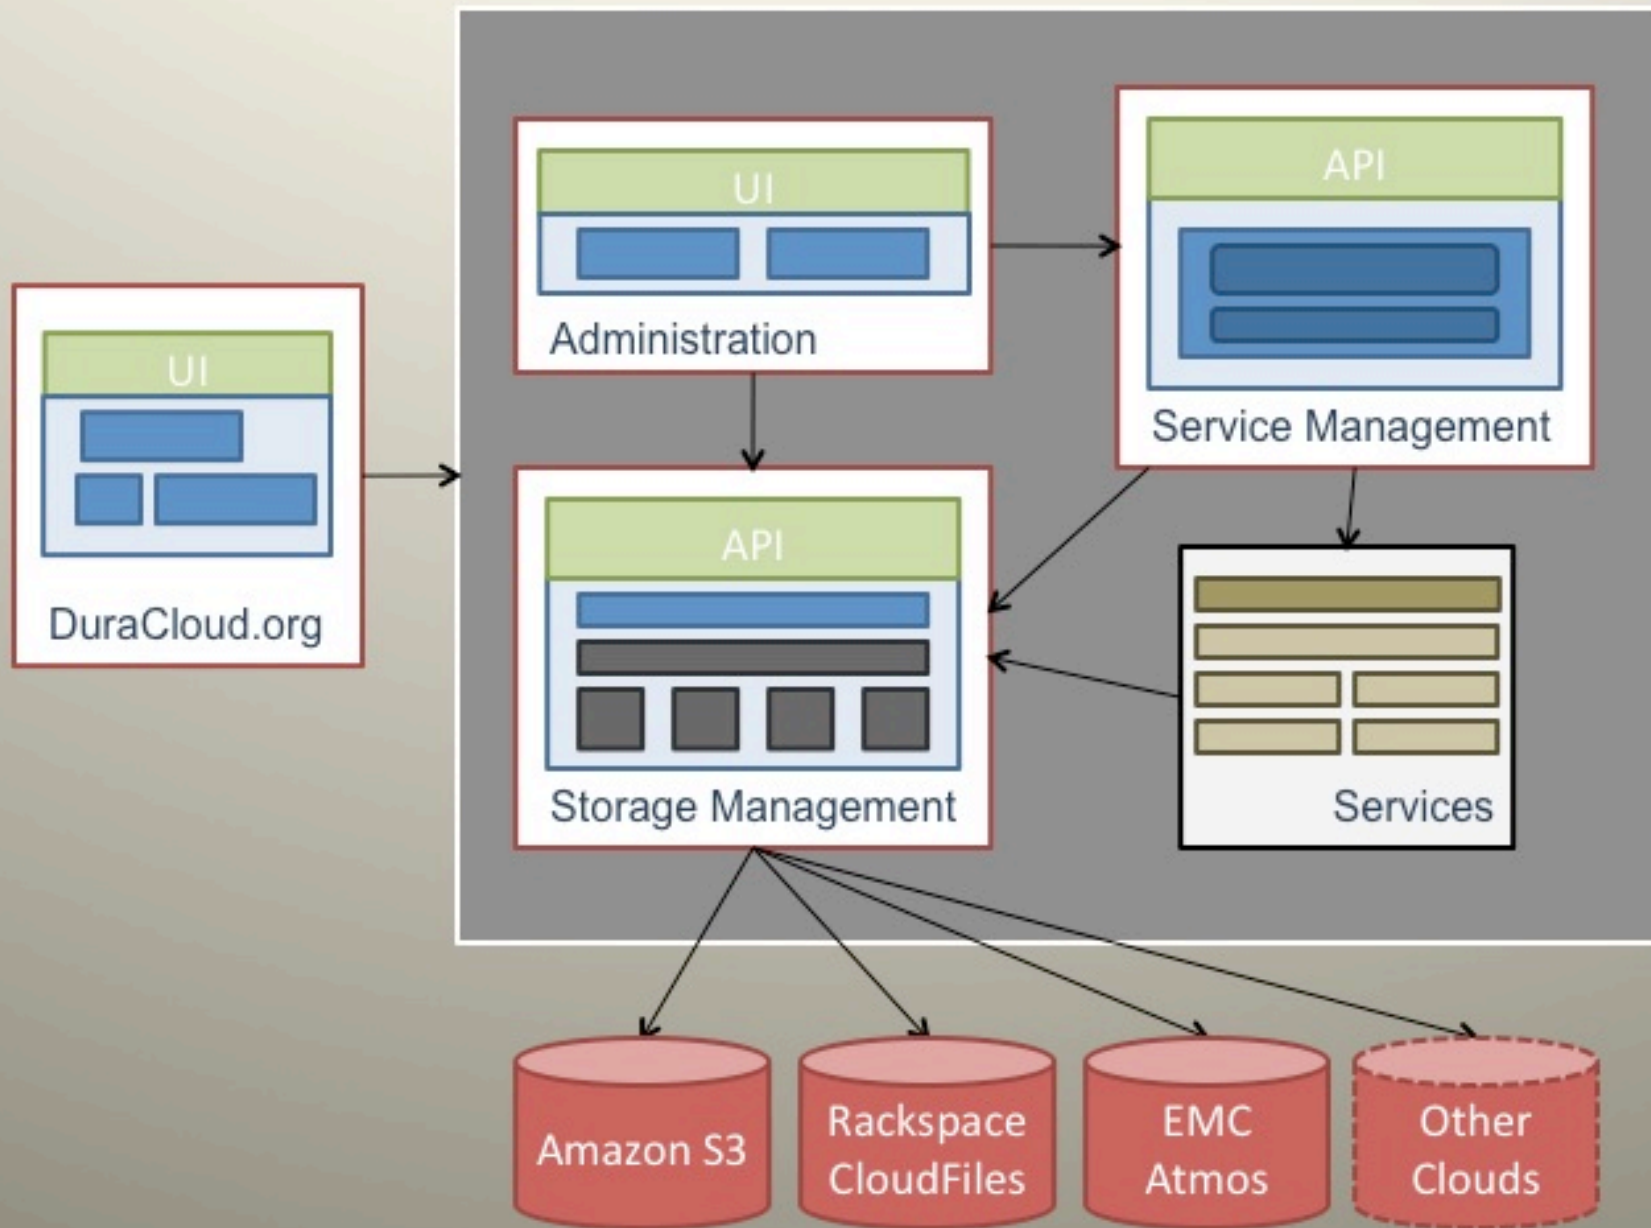 UI
DuraCloud.org
UI
Administration
API
Service Management
API
Storage Management
Services
Amazon S3
Rackspace
CloudFiles
EMC
Atmos
Other
Clouds